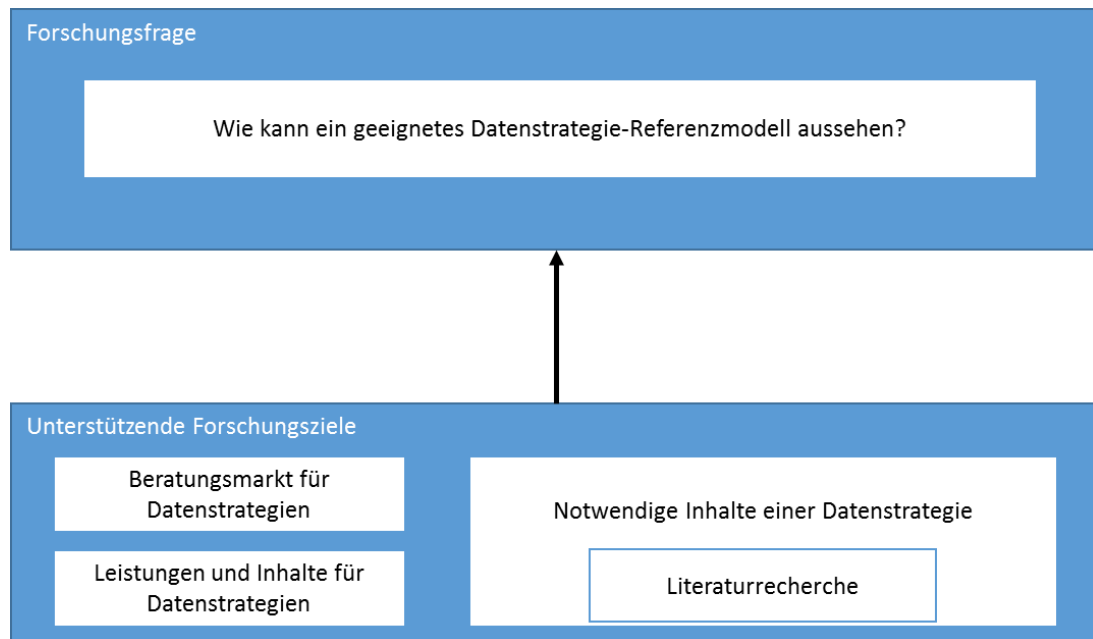 Forschungsfrage
Wie kann ein geeignetes Datenstrategie-Referenzmodell aussehen?
Unterstützende Forschungsziele
Beratungsmarkt für
Datenstrategien
Leistungen und Inhalte für
Datenstrategien
Notwendige Inhalte einer Datenstrategie
Literaturrecherche